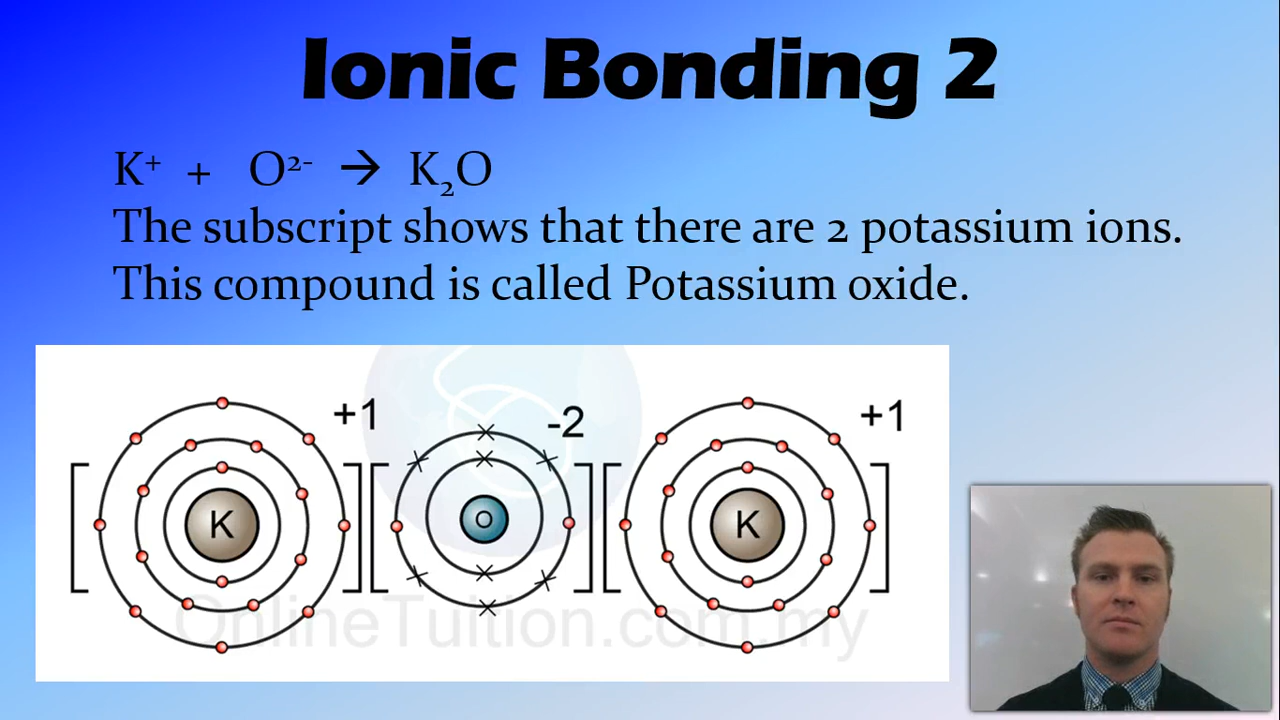 Ionic Bonding 2
K⁺ + O²⁻ → K₂O
The subscript shows that there are 2 potassium ions.
This compound is called Potassium oxide.
+1 -2 +1
K O K
OnlineTuition.com.my